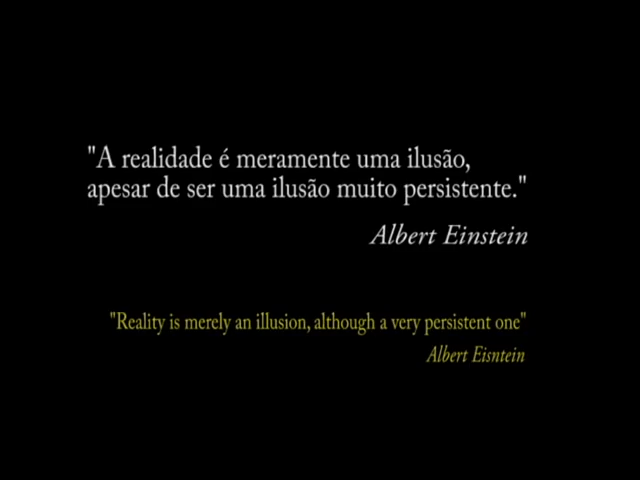 "A realidade é meramente uma ilusão,
apesar de ser uma ilusão muito persistente."
Albert Einstein
"Reality is merely an illusion, although a very persistent one"
Albert Eisntein